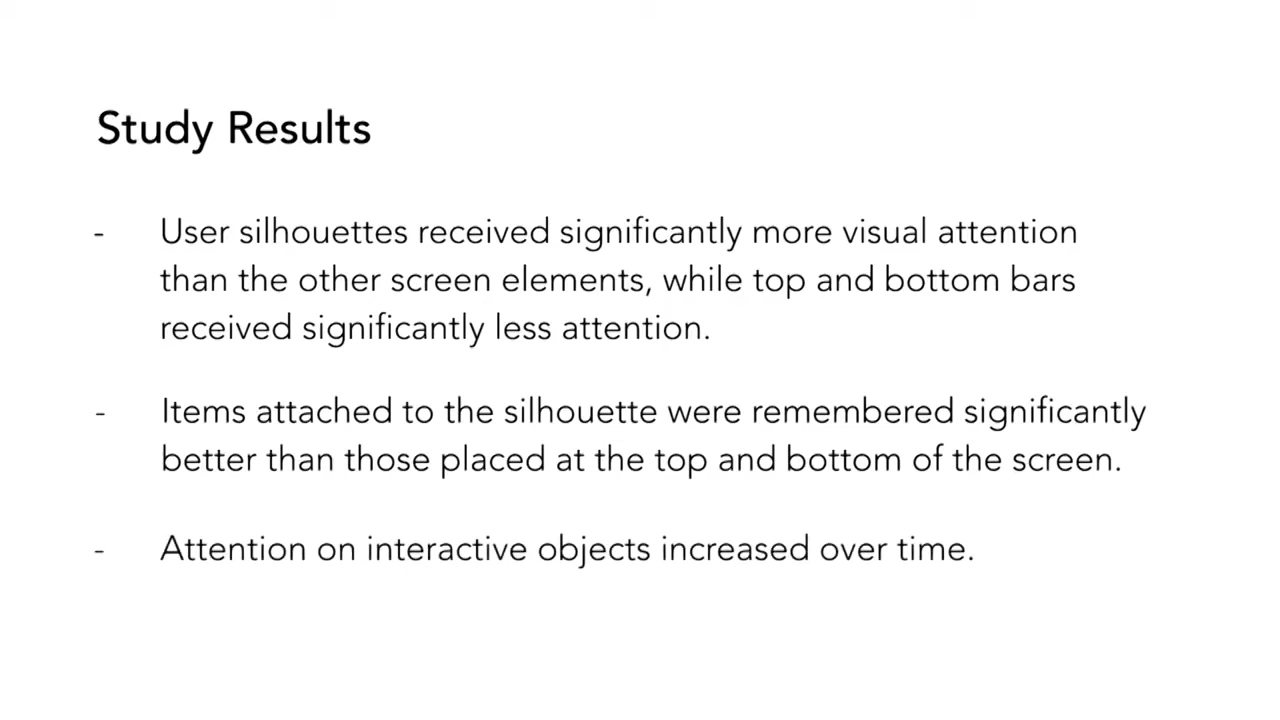 Study Results
- User silhouettes received significantly more visual attention
than the other screen elements, while top and bottom bars
received significantly less attention.
- Items attached to the silhouette were remembered significantly
better than those placed at the top and bottom of the screen.
- Attention on interactive objects increased over time.